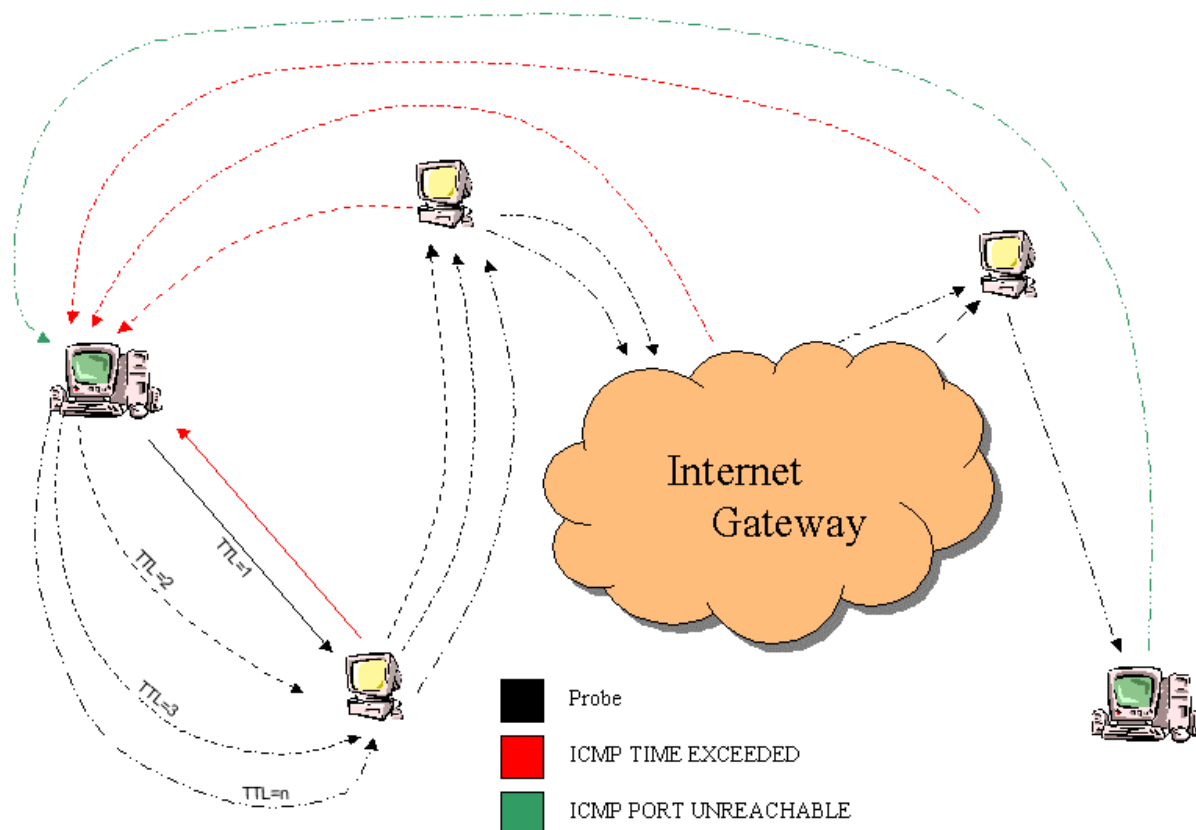 Internet
Gateway
TTL=1
TTL=2
TTL=3
TTL=n
Probe
ICMP TIME EXCEEDED
ICMP PORT UNREACHABLE